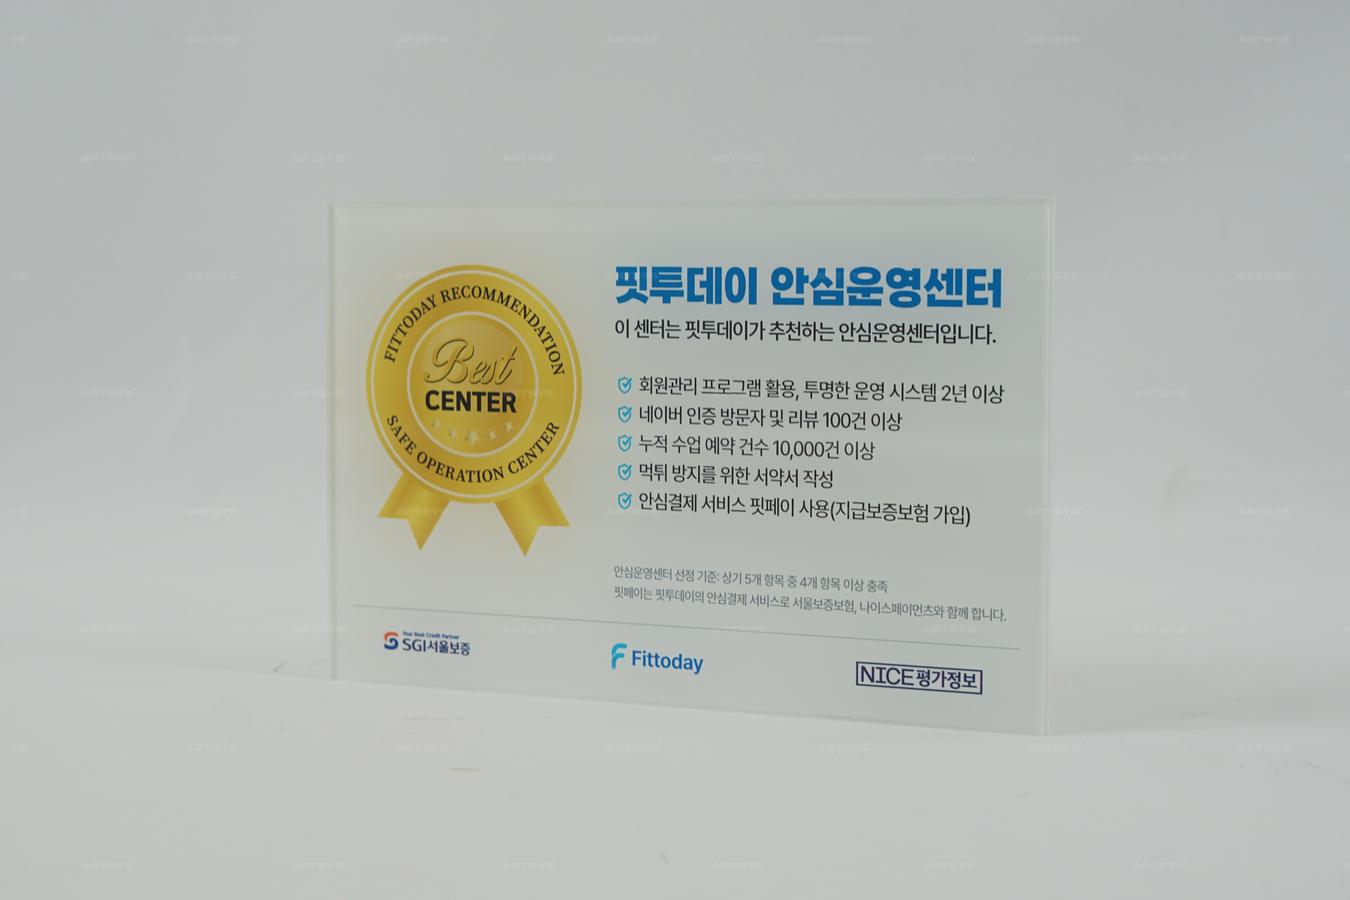 핏투데이 안심운영센터
이 센터는 핏투데이가 추천하는 안심운영센터입니다.
FITTODAY RECOMMENDATION
Best
CENTER
SAFE OPERATION CENTER
회원관리 프로그램 활용, 투명한 운영 시스템 2년 이상
네이버 인증 방문자 및 리뷰 100건 이상
누적 수업 예약 건수 10,000건 이상
먹튀 방지를 위한 서약서 작성
안심결제 서비스 핏페이 사용(지급보증보험 가입)
안심운영센터 선정 기준: 상기 5개 항목 중 4개 항목 이상 충족
핏페이는 핏투데이의 안심결제 서비스로 서울보증보험, 나이스페이먼츠와 함께 합니다.
Your Best Credit Partner
SGI서울보증
Fittoday
NICE평가정보
ARTSYS